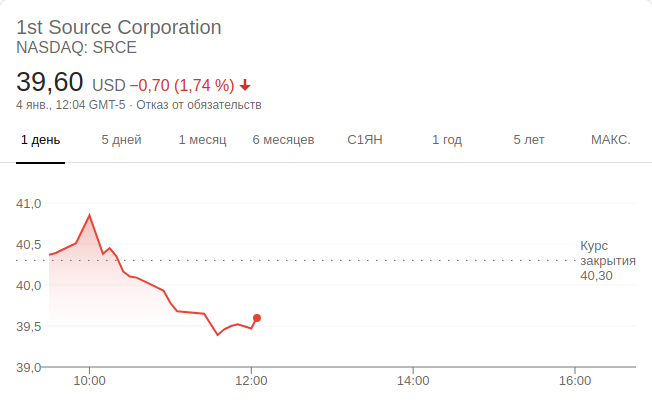 1st Source Corporation
NASDAQ: SRCE
39,60 USD −0,70 (1,74 %)
4 янв., 12:04 GMT-5 · Отказ от обязательств
1 день 5 дней 1 месяц 6 месяцев С1ЯН 1 год 5 лет МАКС.
41,0
40,5
40,0
39,5
39,0
Курс
закрытия
40,30
10:00 12:00 14:00 16:00